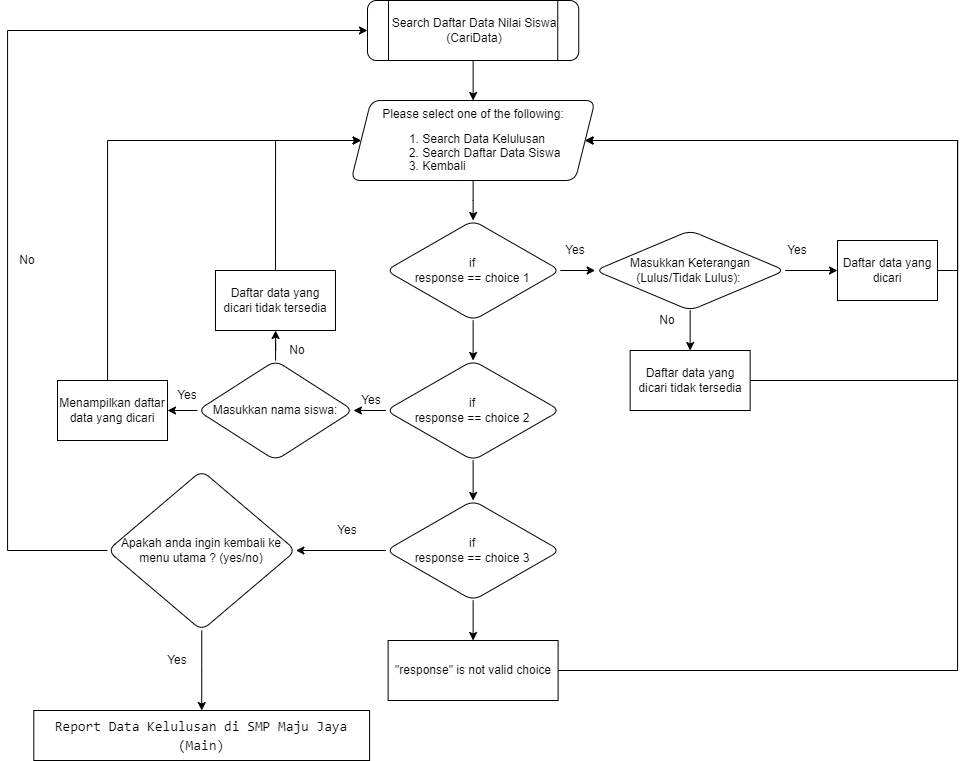 Search Daftar Data Nilai Siswa
(CariData)
Please select one of the following:
1. Search Data Kelulusan
2. Search Daftar Data Siswa
3. Kembali
if
response == choice 1
Yes
Masukkan Keterangan
(Lulus/Tidak Lulus):
Yes
Daftar data yang
dicari
No
Daftar data yang
dicari tidak tersedia
if
response == choice 2
Yes
Masukkan nama siswa:
No
Daftar data yang
dicari tidak tersedia
Yes
Menampilkan daftar
data yang dicari
if
response == choice 3
Yes
Apakah anda ingin kembali ke
menu utama ? (yes/no)
No
Yes
Report Data Kelulusan di SMP Maju Jaya
(Main)
"response" is not valid choice